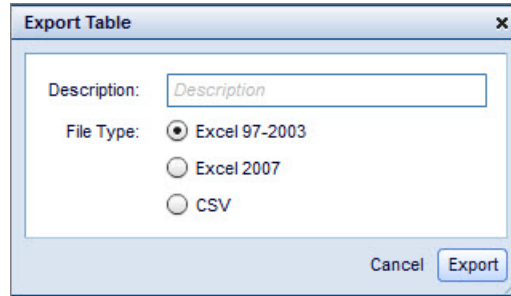 Export Table
Description: Description
File Type: Excel 97-2003
Excel 2007
CSV
Cancel Export